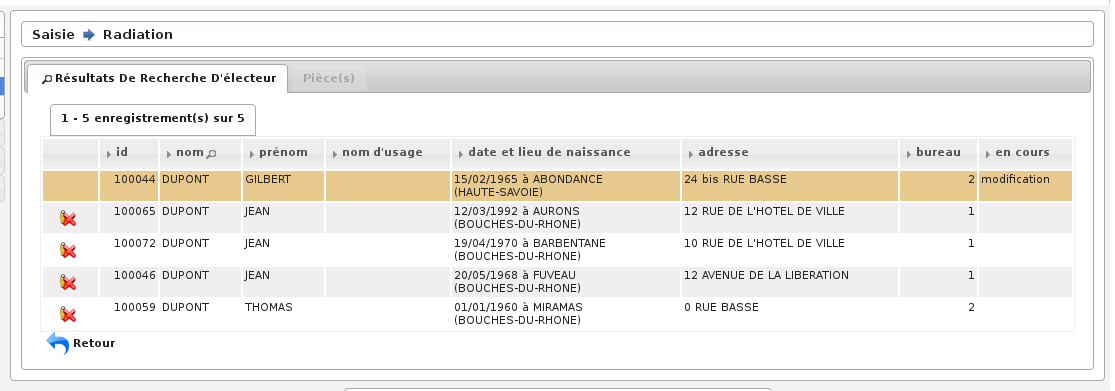 Saisie Radiation
Résultats De Recherche D'électeur Pièce(s)
1 - 5 enregistrement(s) sur 5
id nom prénom nom d'usage date et lieu de naissance adresse bureau en cours
100044 DUPONT GILBERT 15/02/1965 à ABONDANCE 24 bis RUE BASSE 2 modification
(HAUTE-SAVOIE)
100065 DUPONT JEAN 12/03/1992 à AURONS 12 RUE DE L'HOTEL DE VILLE 1
(BOUCHES-DU-RHONE)
100072 DUPONT JEAN 19/04/1970 à BARBENTANE 10 RUE DE L'HOTEL DE VILLE 1
(BOUCHES-DU-RHONE)
100046 DUPONT JEAN 20/05/1968 à FUVEAU 12 AVENUE DE LA LIBERATION 1
(BOUCHES-DU-RHONE)
100059 DUPONT THOMAS 01/01/1960 à MIRAMAS 0 RUE BASSE 2
(BOUCHES-DU-RHONE)
Retour